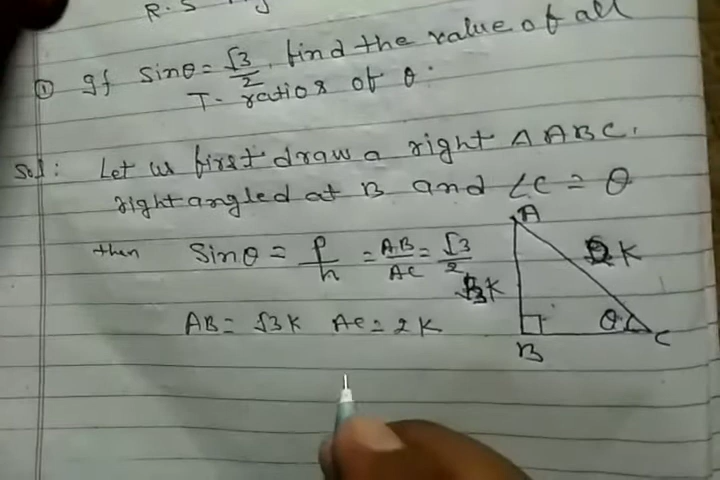 R.S
① If sinθ = √3/2, find the value of all
T- ratios of θ.
Sol: Let us first draw a right Δ ABC,
right angled at B and ∠C = θ
then Sinθ = p/h = AB/AC = √3/2
AB = √3K AC = 2K
A
2K
√3K
θ
B
C